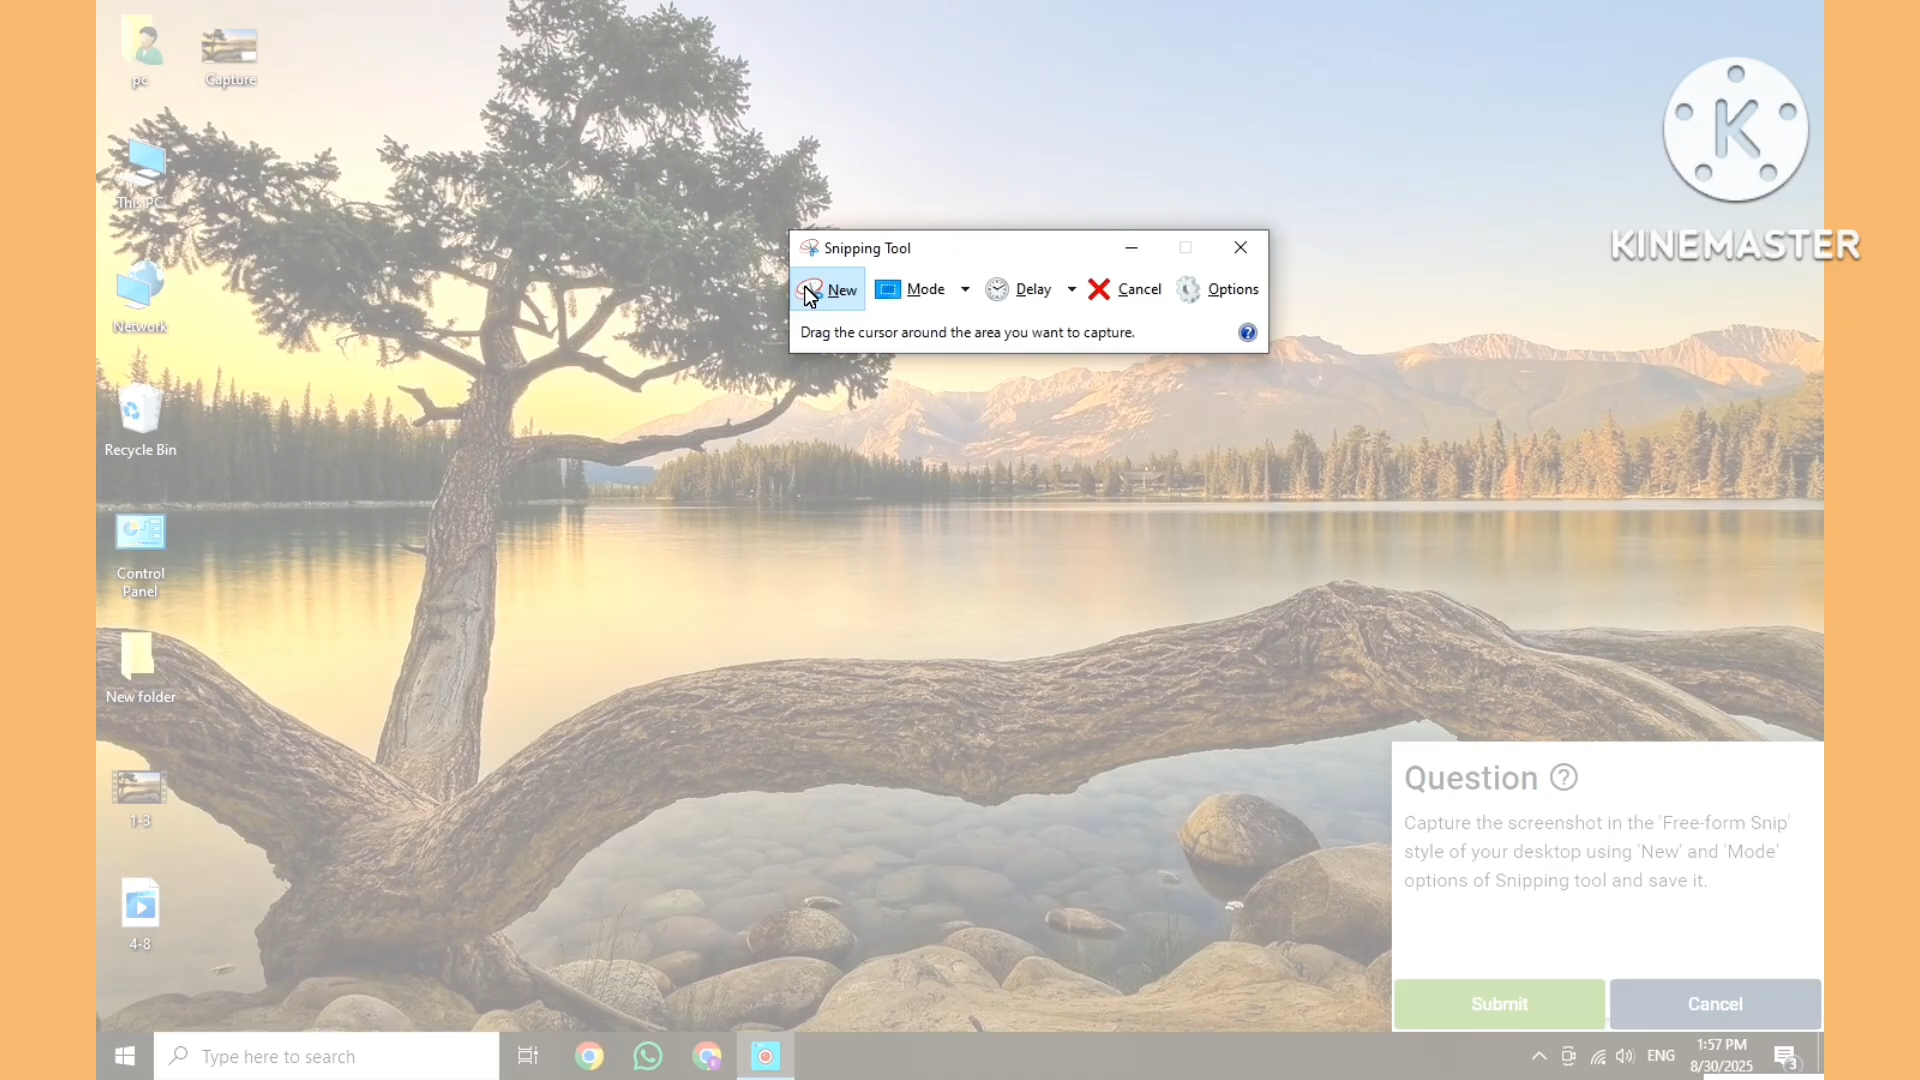 pc
Capture
This PC
Network
Recycle Bin
Control
Panel
New folder
1-3
4-8
K
KINEMASTER
Snipping Tool
New
Mode
Delay
Cancel
Options
Drag the cursor around the area you want to capture.
?
Question ?
Capture the screenshot in the 'Free-form Snip'
style of your desktop using 'New' and 'Mode'
options of Snipping tool and save it.
Submit
Cancel
Type here to search
ENG
1:57 PM
8/30/2025
3